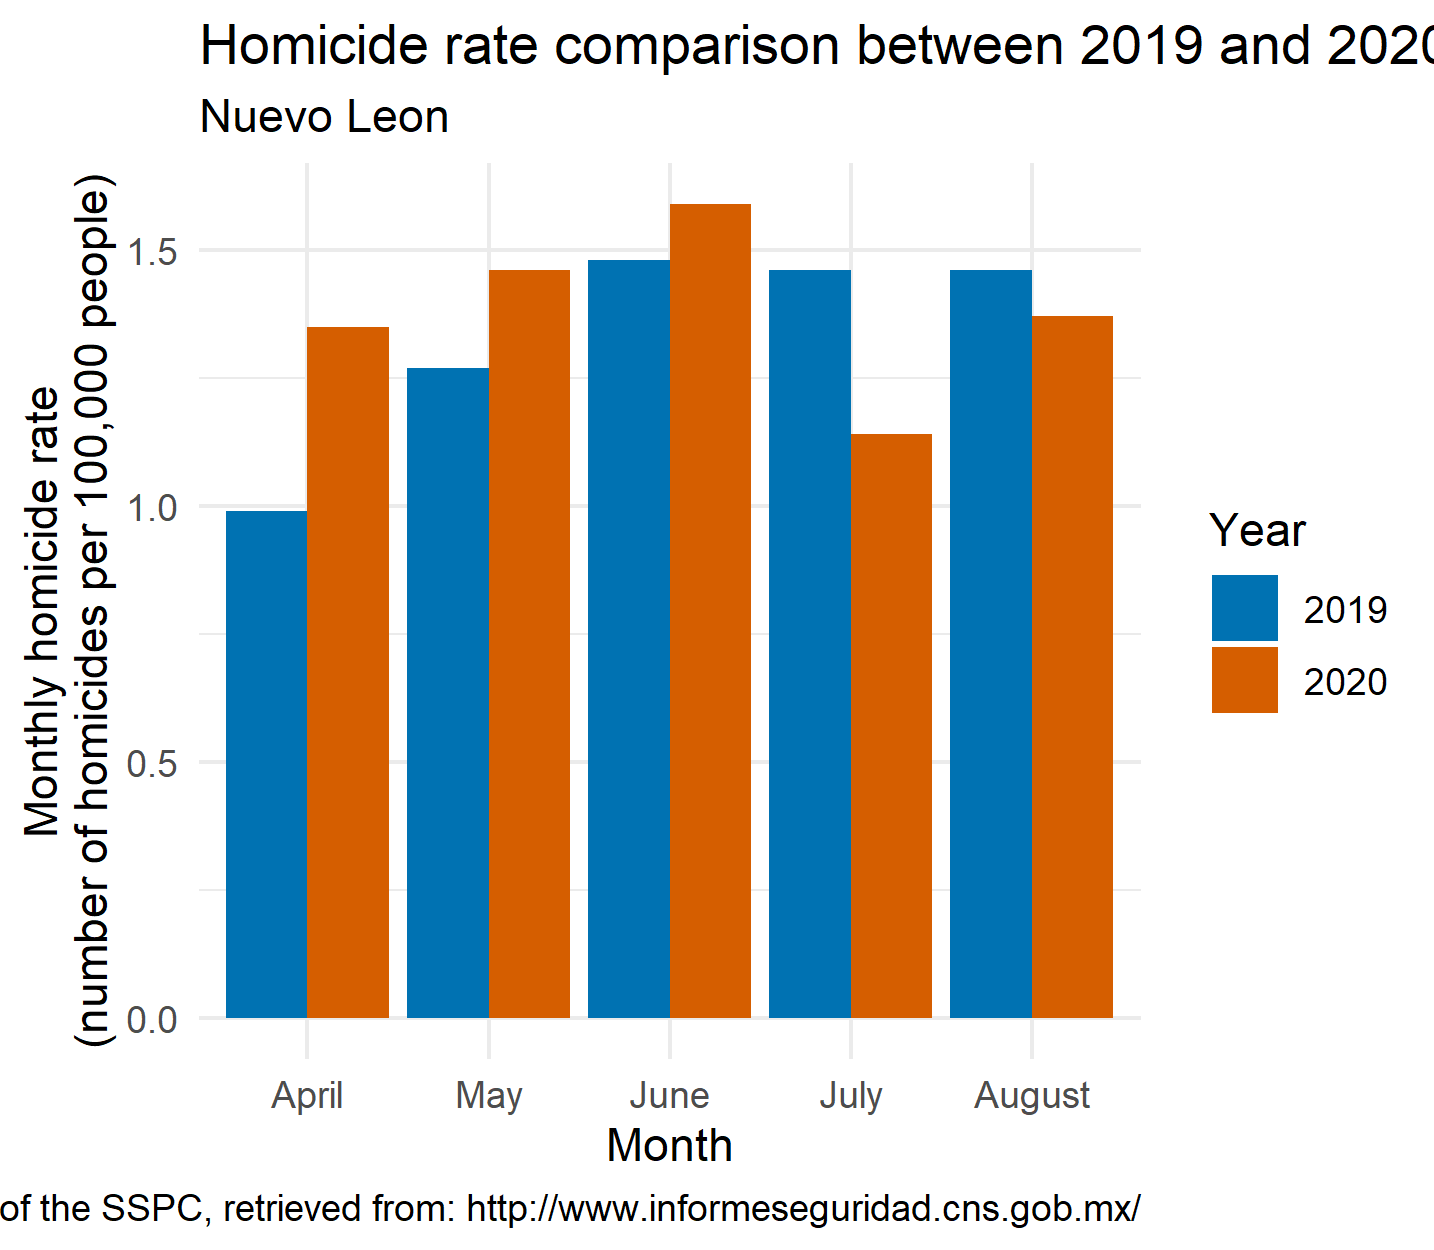 Homicide rate comparison between 2019 and 2020
Nuevo Leon
Monthly homicide rate
(number of homicides per 100,000 people)
1.5
1.0
0.5
0.0
April May June July August
Month
Year
2019
2020
of the SSPC, retrieved from: http://www.informeseguridad.cns.gob.mx/